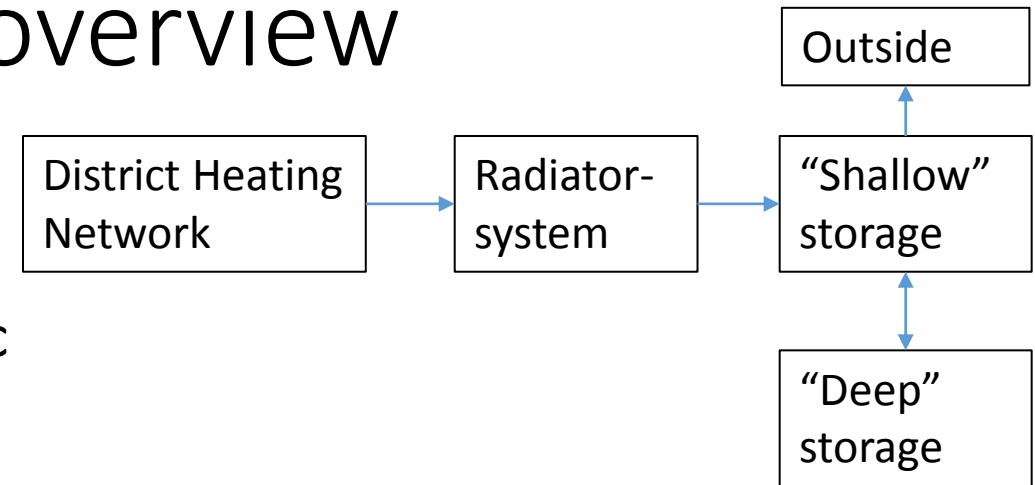 overview
Outside
District Heating
Network
Radiator-
system
“Shallow”
storage
c
“Deep”
storage